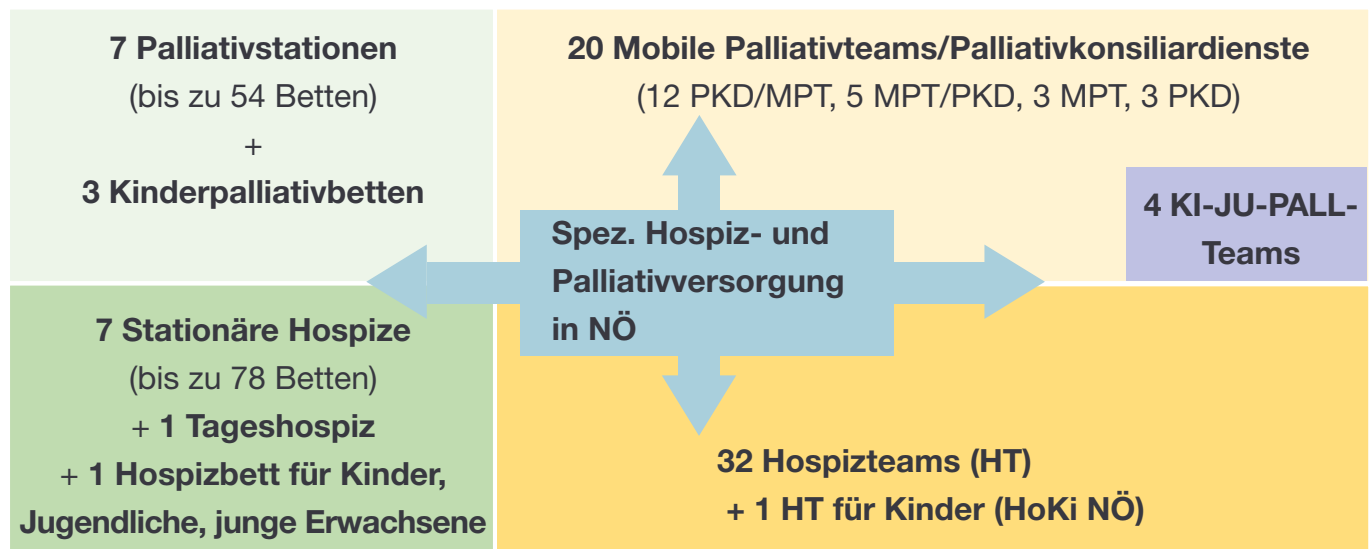 7 Palliativstationen
(bis zu 54 Betten)
+
3 Kinderpalliativbetten
20 Mobile Palliativteams/Palliativkonsiliardienste
(12 PKD/MPT, 5 MPT/PKD, 3 MPT, 3 PKD)
4 KI-JU-PALL-
Teams
Spez. Hospiz- und
Palliativversorgung
in NÖ
7 Stationäre Hospize
(bis zu 78 Betten)
+ 1 Tageshospiz
+ 1 Hospizbett für Kinder,
Jugendliche, junge Erwachsene
32 Hospizteams (HT)
+ 1 HT für Kinder (HoKi NÖ)